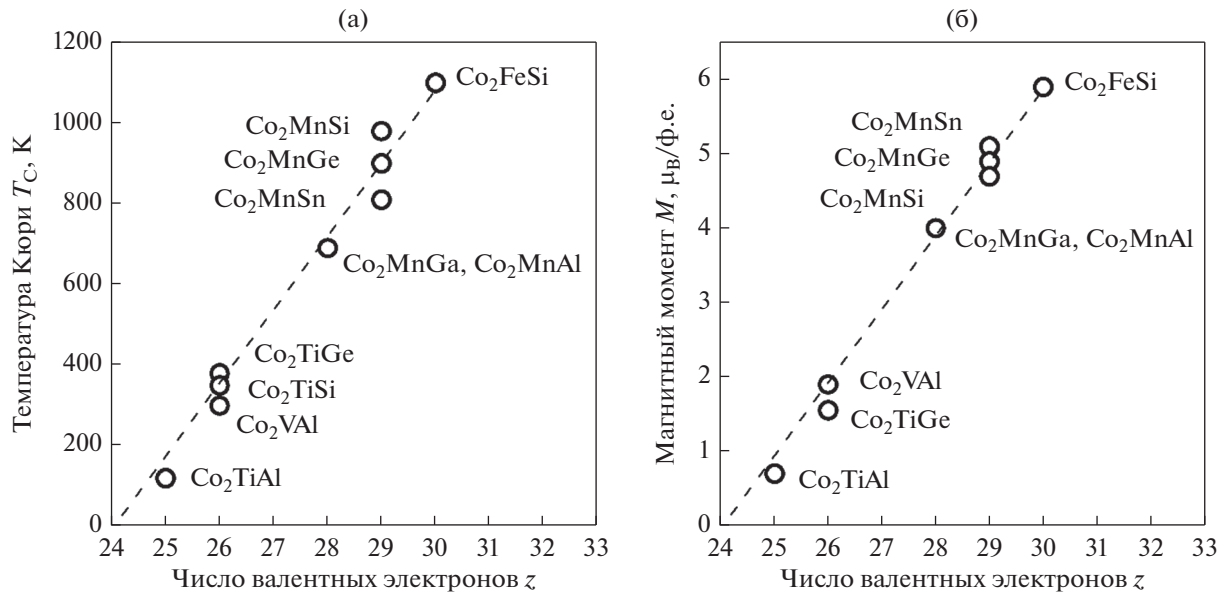 (а)
1200
1000
800
600
400
200
0
Температура Кюри T_C, К
Co₂FeSi
Co₂MnSi
Co₂MnGe
Co₂MnSn
Co₂MnGa, Co₂MnAl
Co₂TiGe
Co₂TiSi
Co₂VAl
Co₂TiAl
24 25 26 27 28 29 30 31 32 33
Число валентных электронов z
(б)
6
5
4
3
2
1
0
Магнитный момент M, μ_B/ф.е.
Co₂FeSi
Co₂MnSn
Co₂MnGe
Co₂MnSi
Co₂MnGa, Co₂MnAl
Co₂VAl
Co₂TiGe
Co₂TiAl
24 25 26 27 28 29 30 31 32 33
Число валентных электронов z